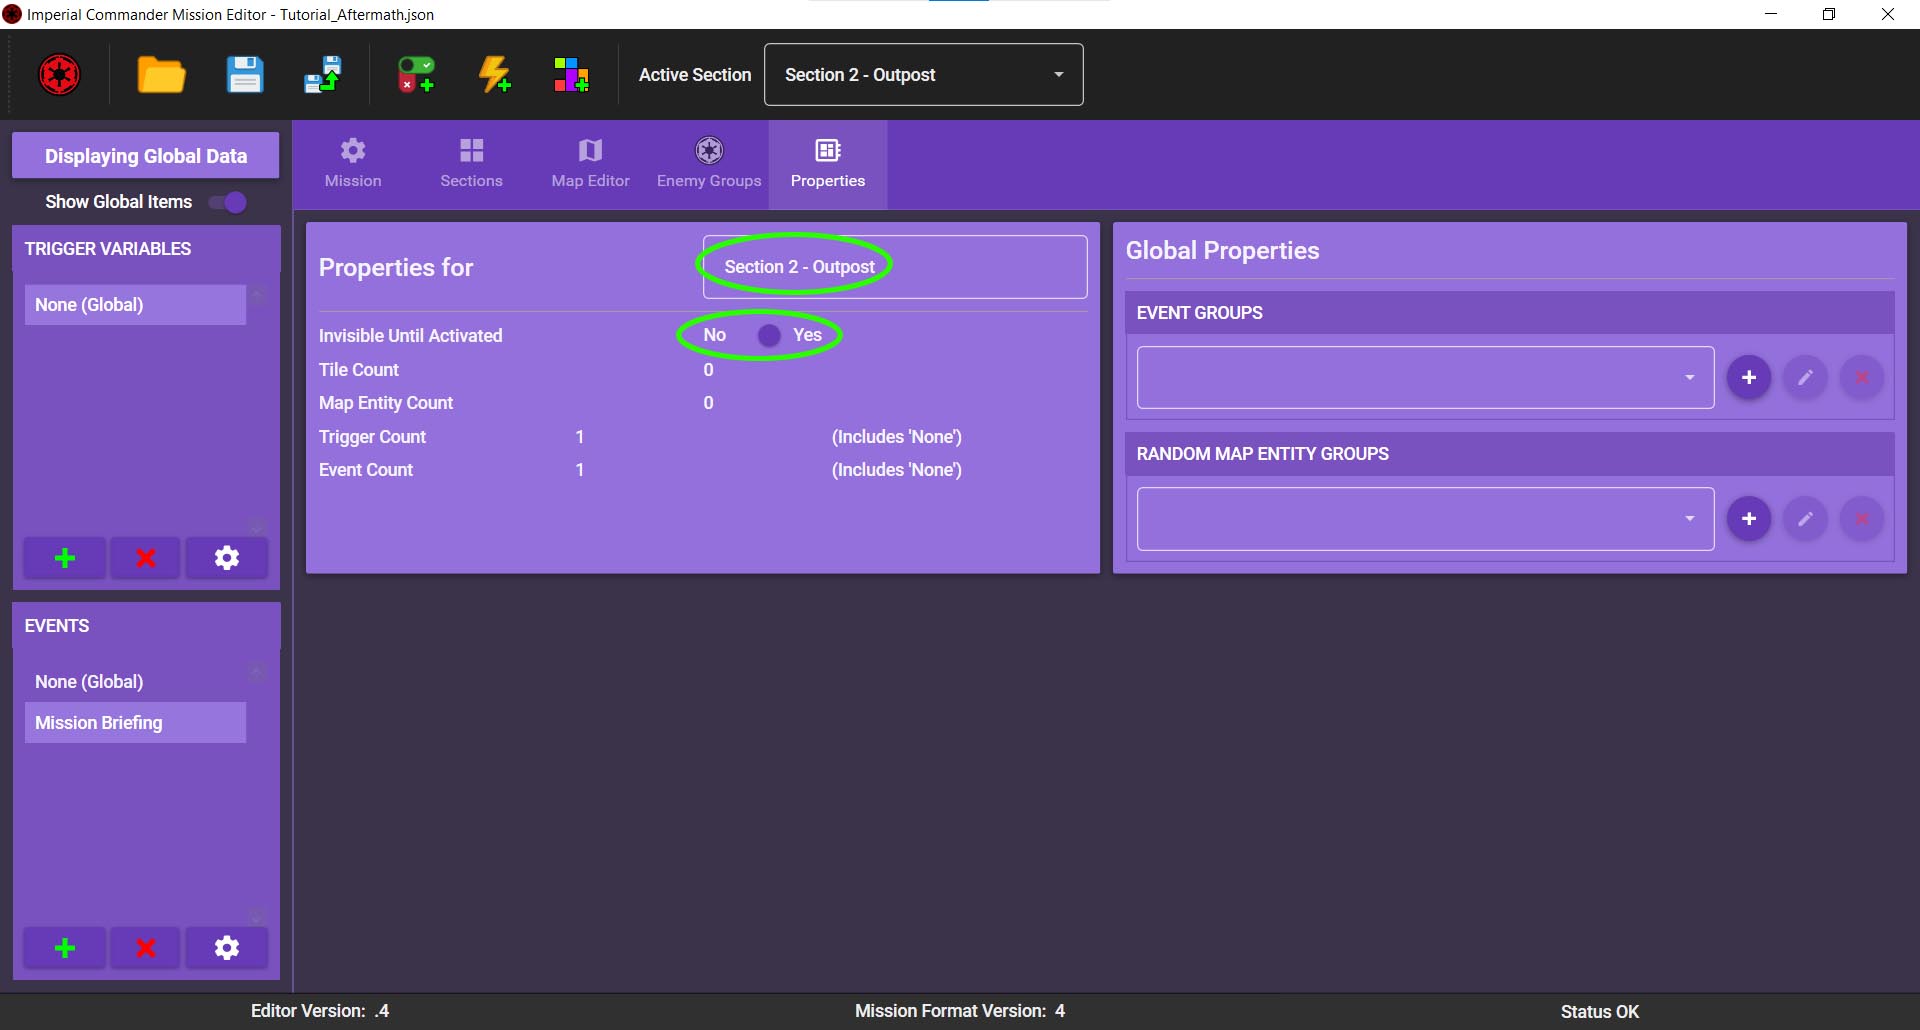 Imperial Commander Mission Editor - Tutorial_Aftermath.json
Active Section
Section 2 - Outpost
Displaying Global Data
Show Global Items
TRIGGER VARIABLES
None (Global)
EVENTS
None (Global)
Mission Briefing
Mission
Sections
Map Editor
Enemy Groups
Properties
Properties for
Section 2 - Outpost
Invisible Until Activated
No
Yes
Tile Count
0
Map Entity Count
0
Trigger Count
1
(Includes 'None')
Event Count
1
(Includes 'None')
Global Properties
EVENT GROUPS
RANDOM MAP ENTITY GROUPS
Editor Version: .4
Mission Format Version: 4
Status OK